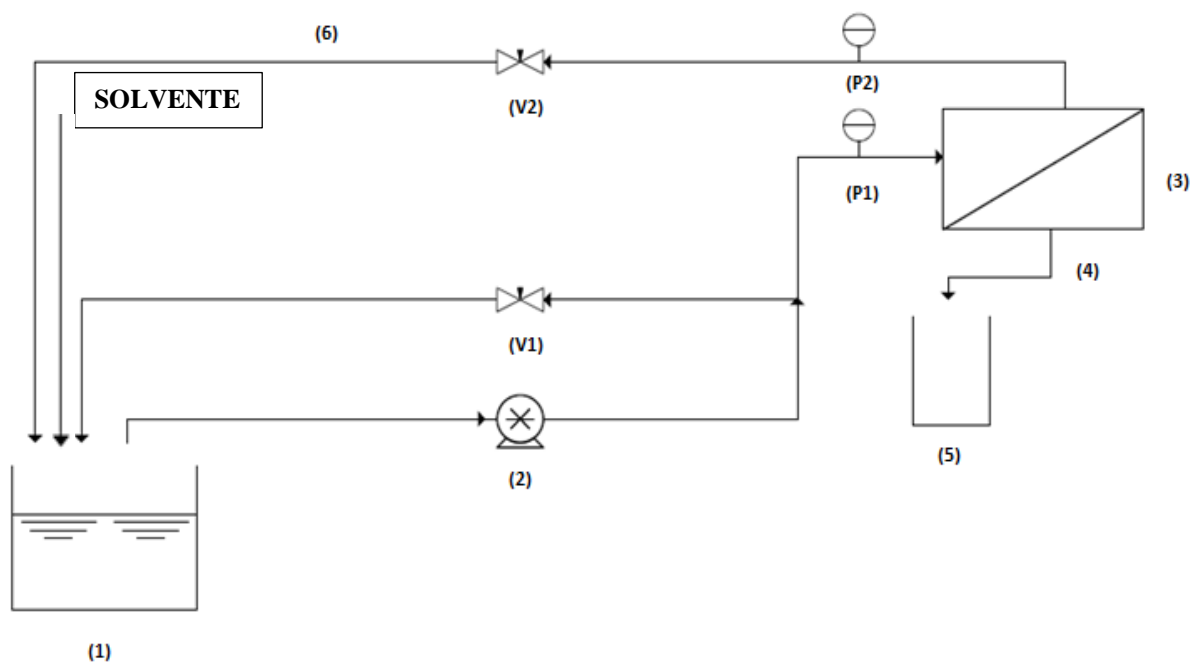 (6)
SOLVENTE
(V2)
(P2)
(P1)
(3)
(4)
(V1)
(5)
(2)
(1)